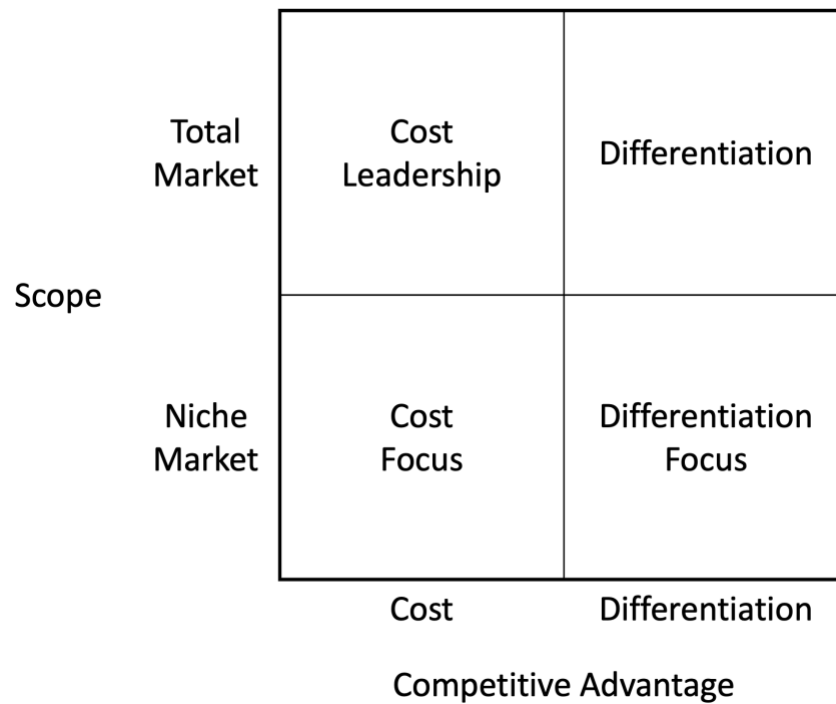 Total
Market
Cost
Leadership
Differentiation
Scope
Niche
Market
Cost
Focus
Differentiation
Focus
Cost
Differentiation
Competitive Advantage